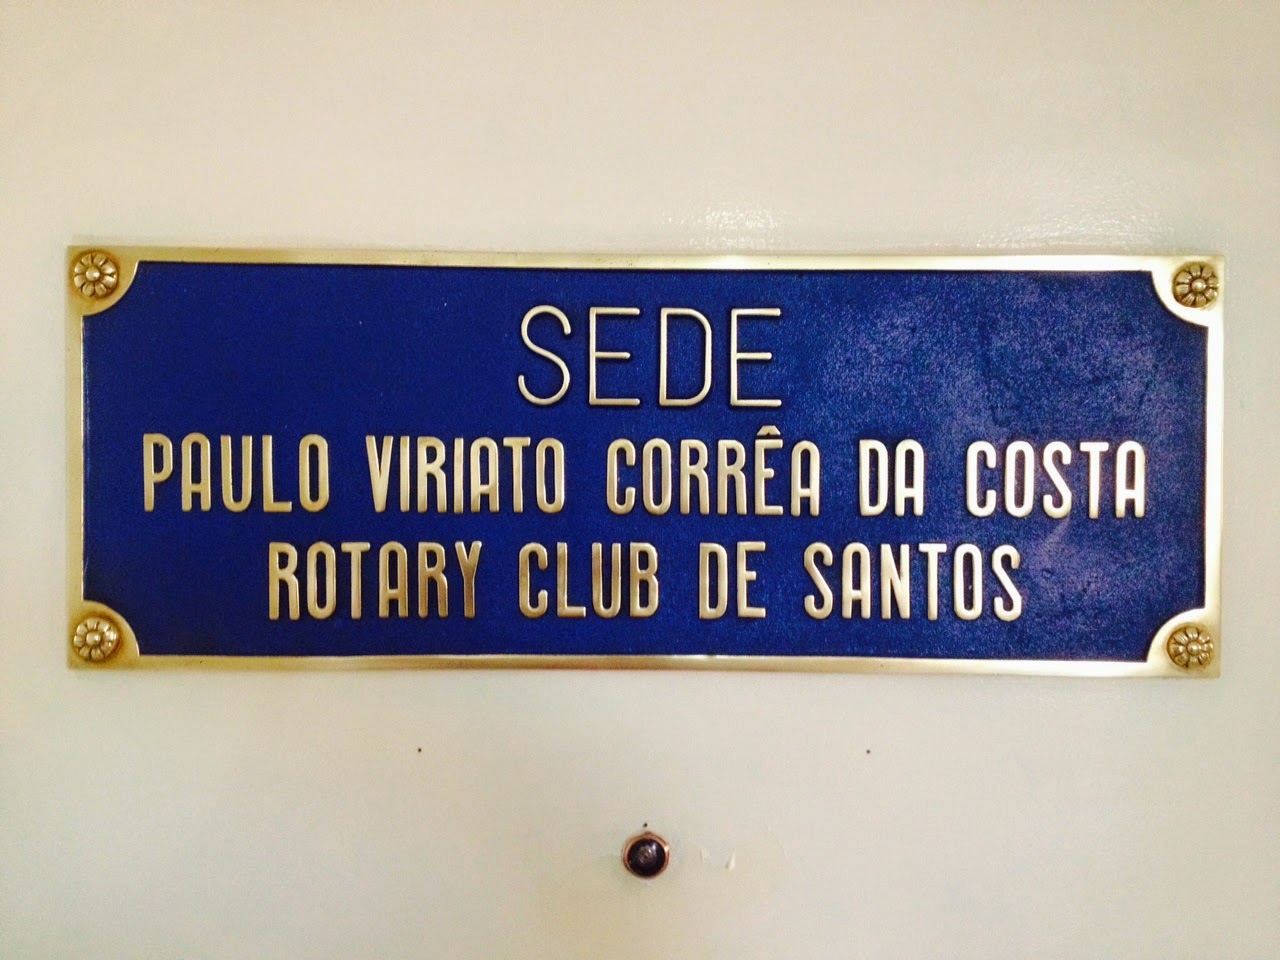 SEDE
PAULO VIRIATO CORRÊA DA COSTA
ROTARY CLUB DE SANTOS